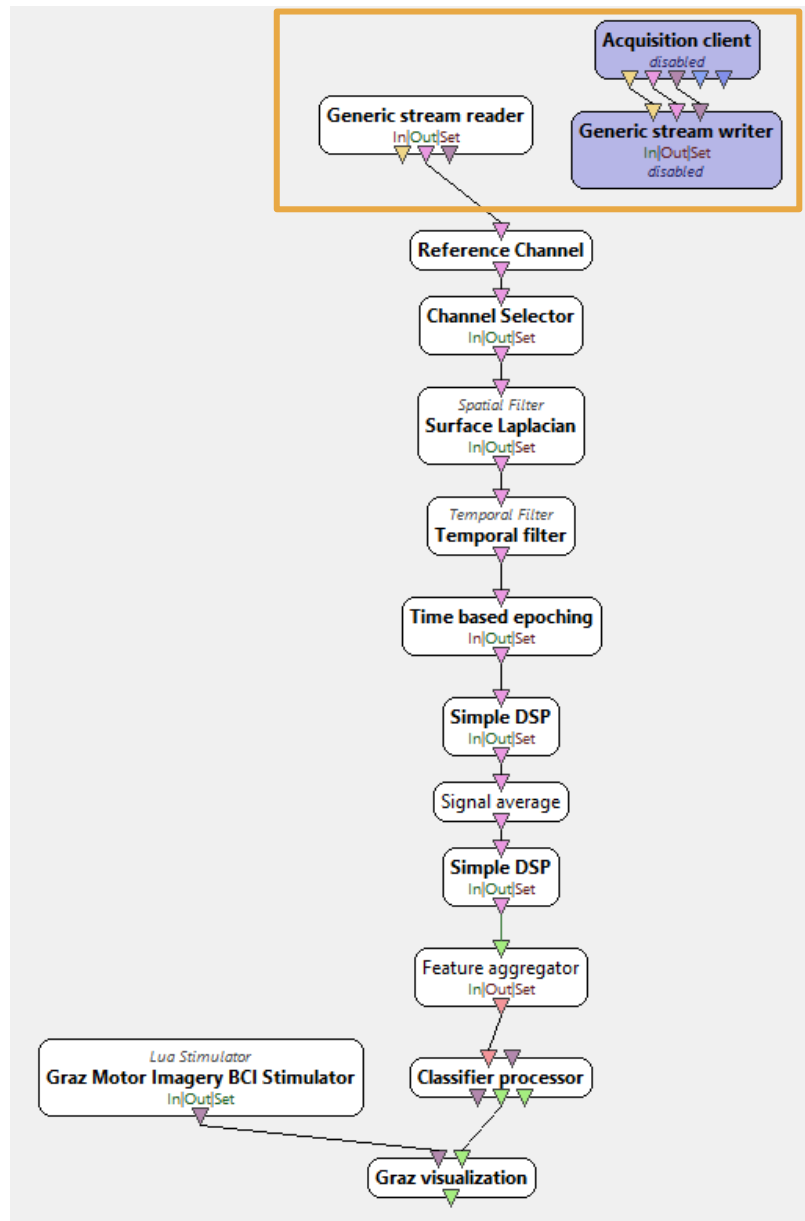 Acquisition client
disabled
Generic stream reader
In|Out|Set
Generic stream writer
In|Out|Set
disabled
Reference Channel
Channel Selector
In|Out|Set
Spatial Filter
Surface Laplacian
In|Out|Set
Temporal Filter
Temporal filter
Time based epoching
In|Out|Set
Simple DSP
In|Out|Set
Signal average
Simple DSP
In|Out|Set
Feature aggregator
In|Out|Set
Lua Stimulator
Graz Motor Imagery BCI Stimulator
In|Out|Set
Classifier processor
Graz visualization